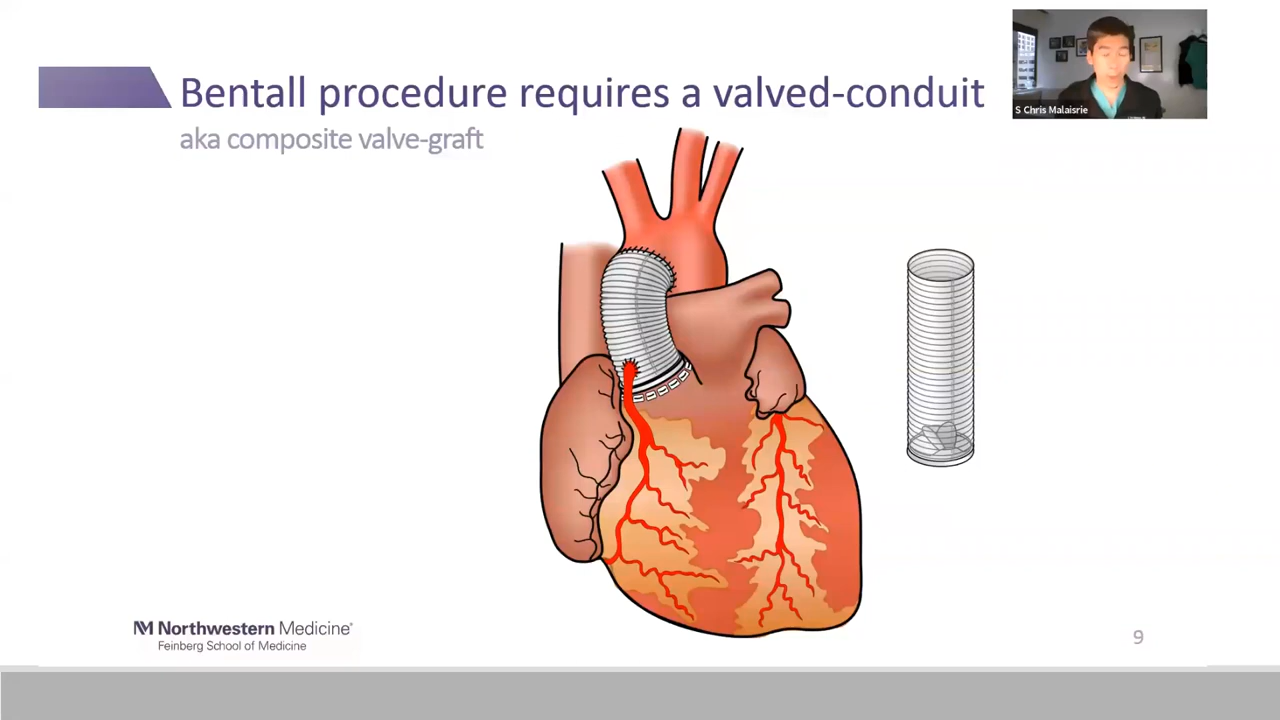 Bentall procedure requires a valved-conduit
aka composite valve-graft
S Chris Malaisrie
Northwestern Medicine®
Feinberg School of Medicine
9